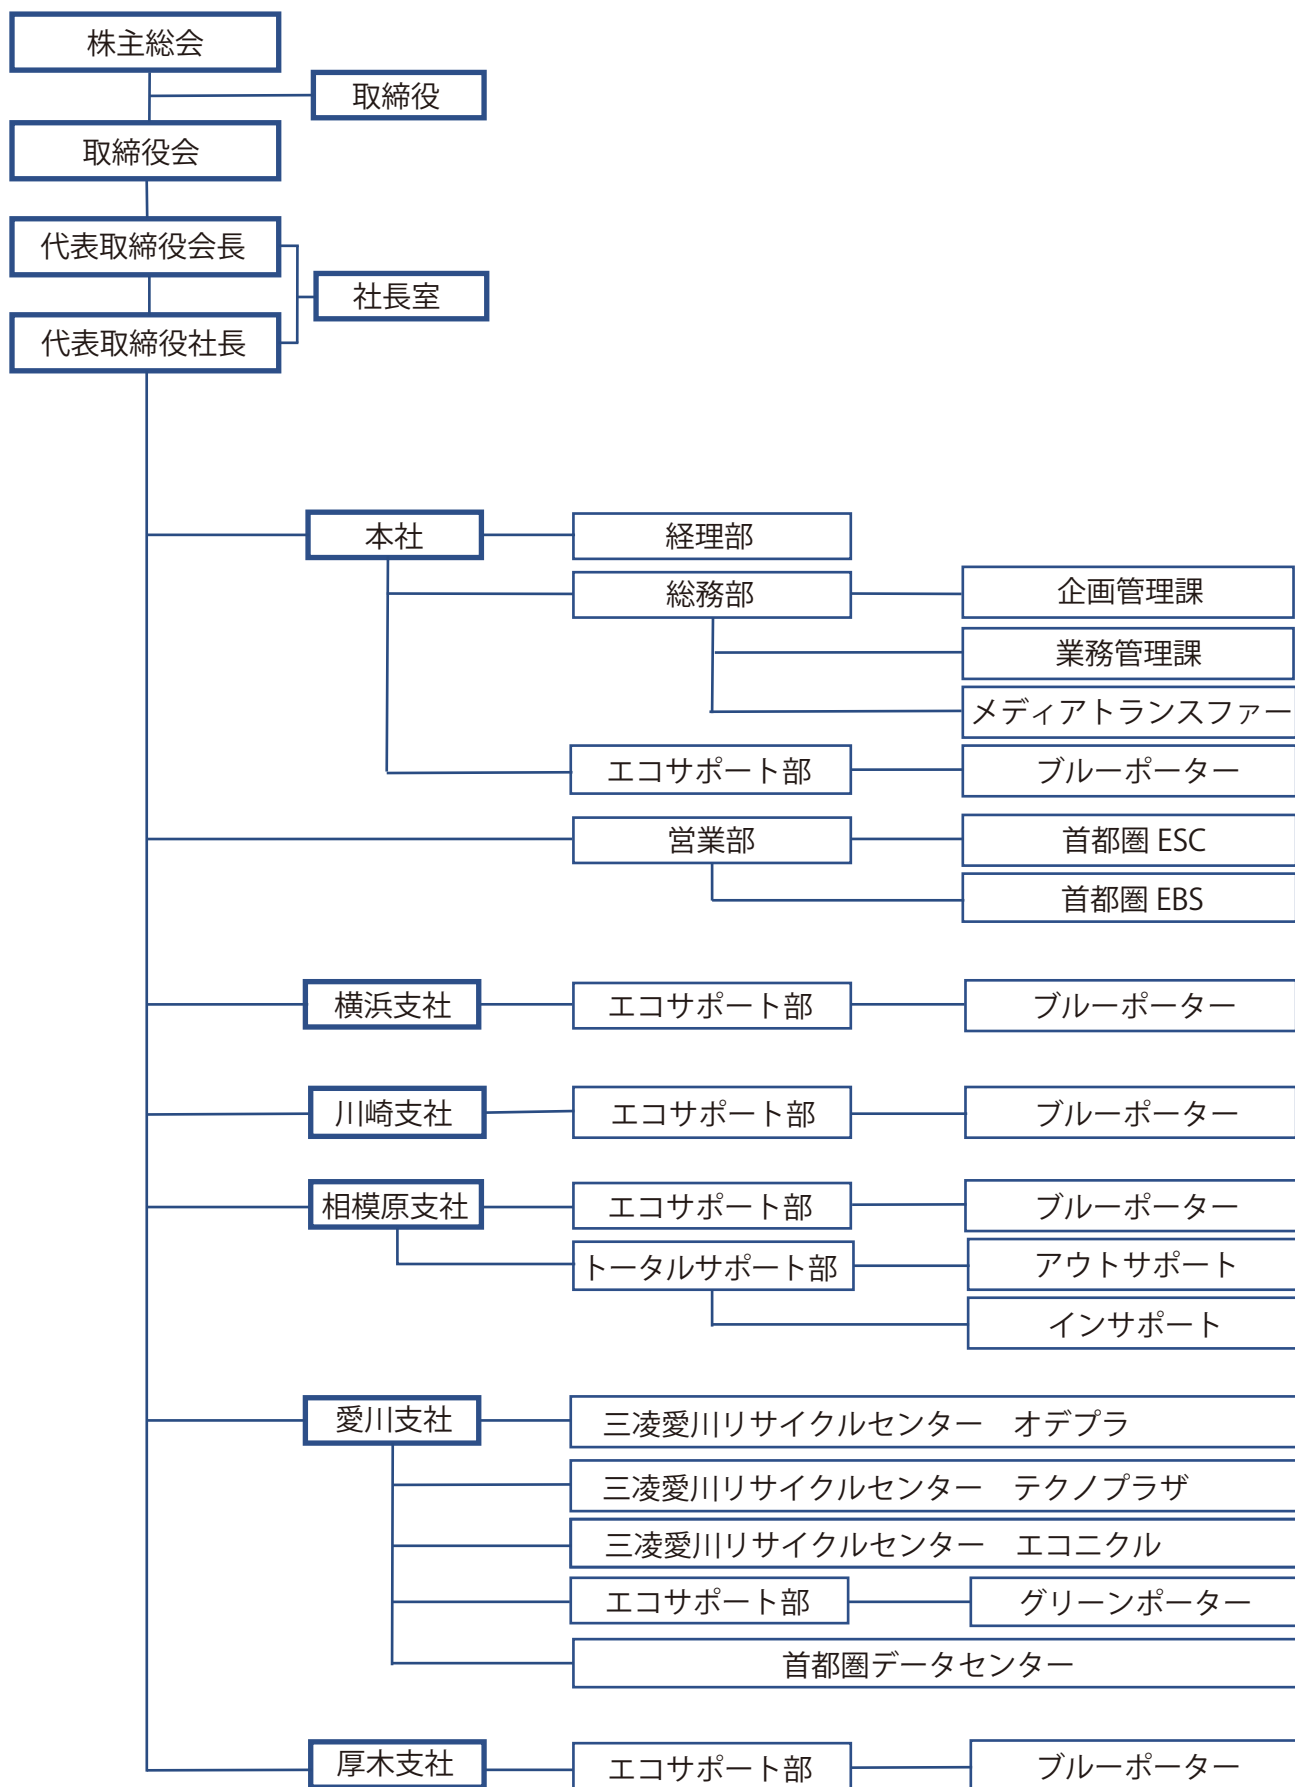 株主総会
取締役
取締役会
代表取締役会長
社長室
代表取締役社長
本社
経理部
総務部
企画管理課
業務管理課
メディアトランスファー
エコサポート部
ブルーポーター
営業部
首都圏 ESC
首都圏 EBS
横浜支社
エコサポート部
ブルーポーター
川崎支社
エコサポート部
ブルーポーター
相模原支社
エコサポート部
ブルーポーター
トータルサポート部
アウトサポート
インサポート
愛川支社
三凌愛川リサイクルセンター　オデプラ
三凌愛川リサイクルセンター　テクノプラザ
三凌愛川リサイクルセンター　エコニクル
エコサポート部
グリーンポーター
首都圏データセンター
厚木支社
エコサポート部
ブルーポーター